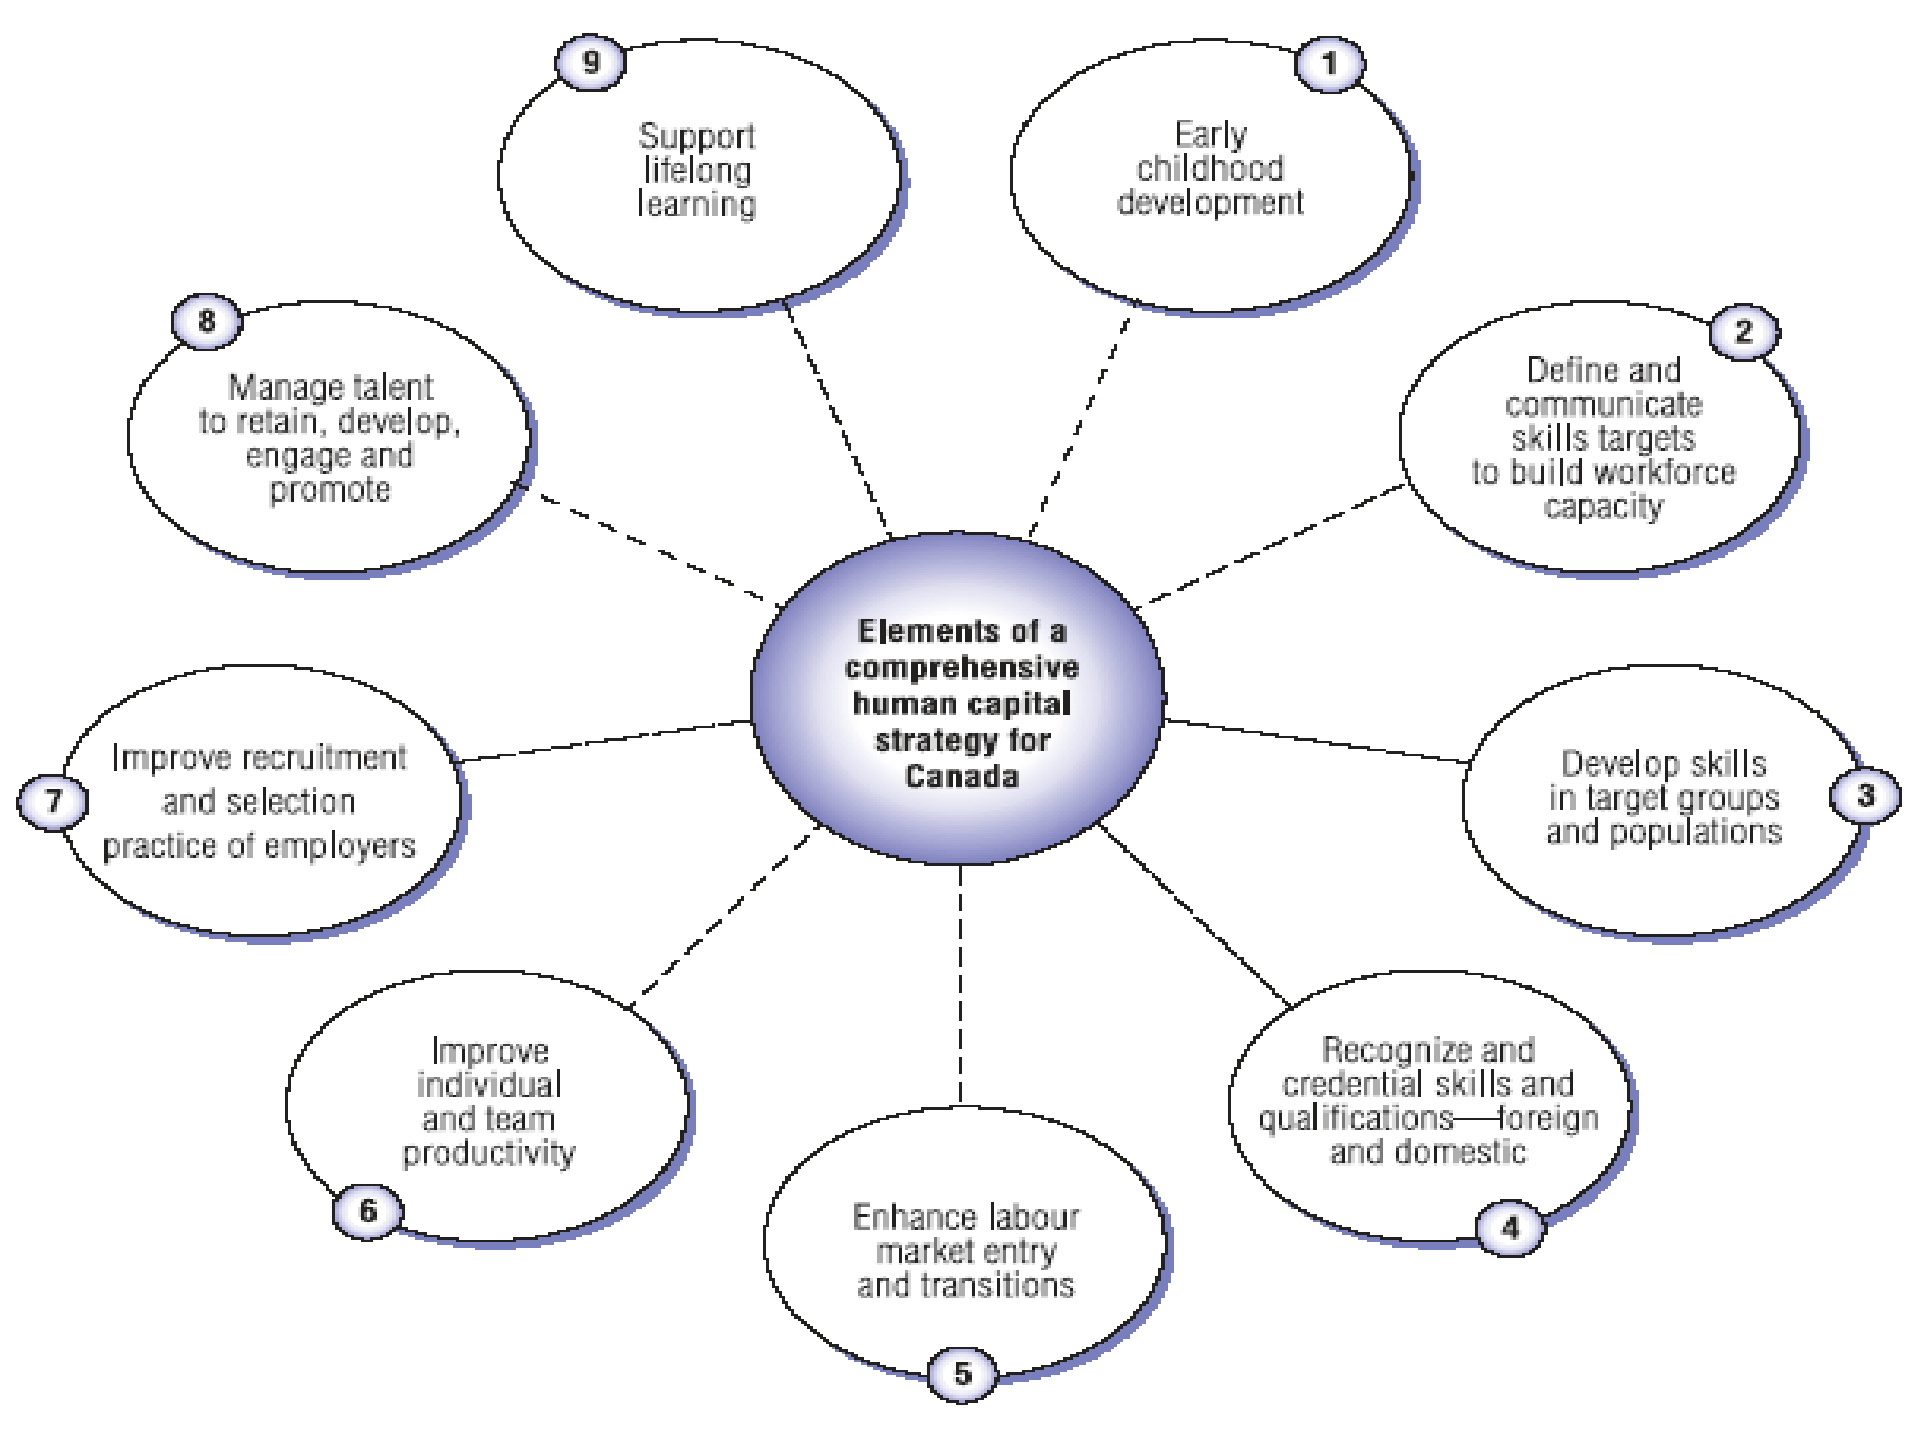 9
Support
lifelong
learning
1
Early
childhood
development
8
Manage talent
to retain, develop,
engage and
promote
2
Define and
communicate
skills targets
to build workforce
capacity
Elements of a
comprehensive
human capital
strategy for
Canada
7
Improve recruitment
and selection
practice of employers
3
Develop skills
in target groups
and populations
6
Improve
individual
and team
productivity
4
Recognize and
credential skills and
qualifications—foreign
and domestic
5
Enhance labour
market entry
and transitions